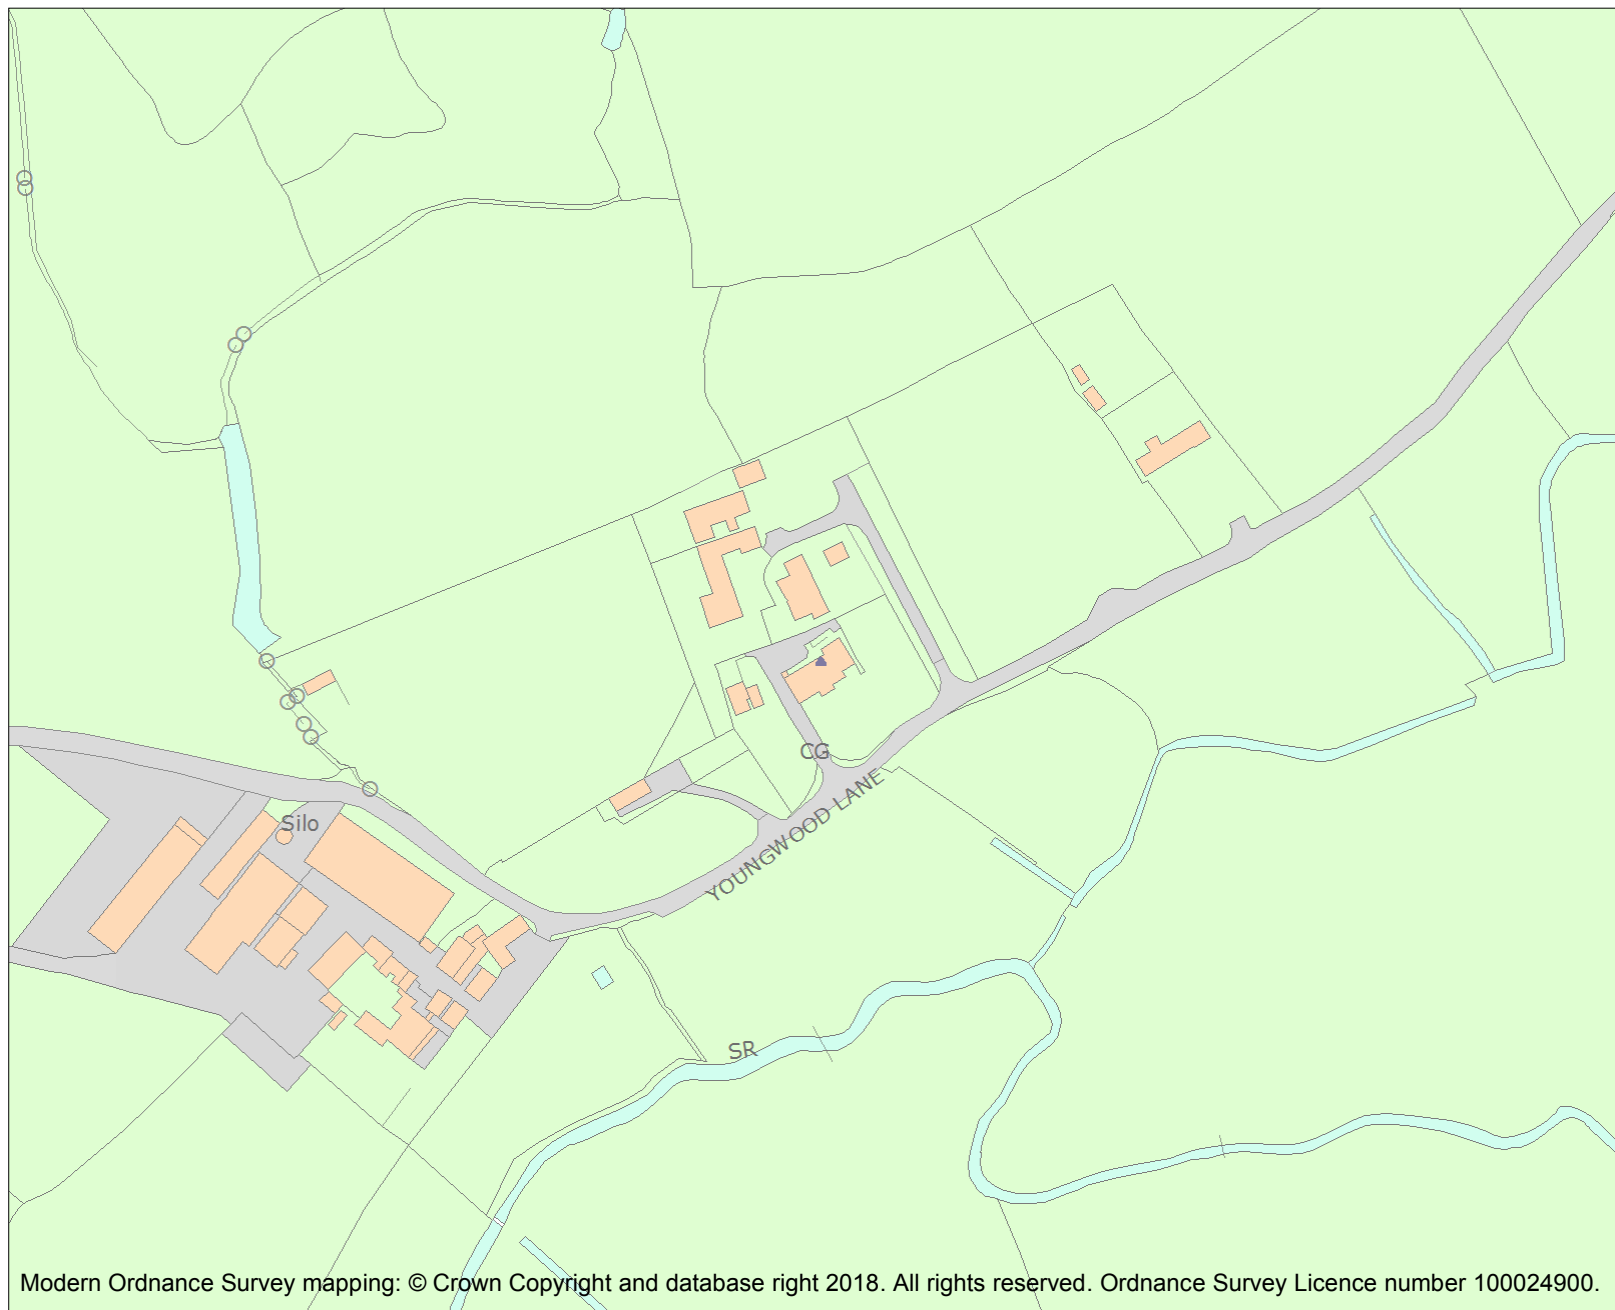 CG
YOUNGWOOD LANE
Silo
SR
Modern Ordnance Survey mapping: © Crown Copyright and database right 2018. All rights reserved. Ordnance Survey Licence number 100024900.